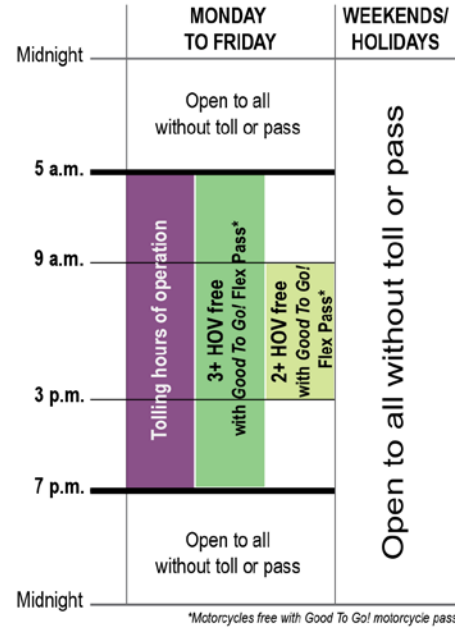 MONDAY
TO FRIDAY
WEEKENDS/
HOLIDAYS
Midnight
Open to all
without toll or pass
5 a.m.
9 a.m.
3 p.m.
7 p.m.
Tolling hours of operation
3+ HOV free
with Good To Go! Flex Pass*
2+ HOV free
with Good To Go!
Flex Pass*
Open to all without toll or pass
Open to all
without toll or pass
Midnight
*Motorcycles free with Good To Go! motorcycle pass